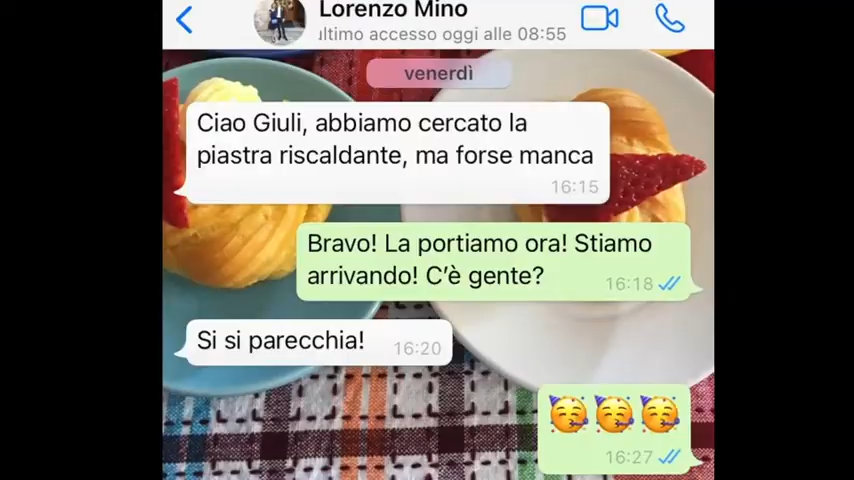 Lorenzo Mino
ultimo accesso oggi alle 08:55
venerdì
Ciao Giuli, abbiamo cercato la
piastra riscaldante, ma forse manca
16:15
Bravo! La portiamo ora! Stiamo
arrivando! C'è gente?
16:18
Si si parecchia!
16:20
🥳🥳🥳
16:27